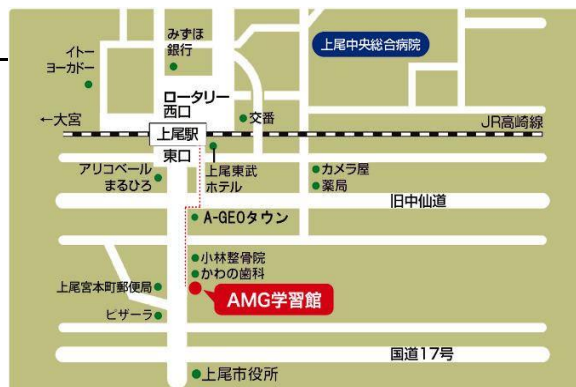 みずほ
銀行
イトー
ヨーカドー
上尾中央総合病院
ロータリー
西口
交番
←大宮
JR高崎線
上尾駅
東口
アリコベール
まるひろ
上尾東武
ホテル
カメラ屋
薬局
旧中仙道
A-GEOタウン
小林整骨院
かわの歯科
上尾宮本町郵便局
AMG学習館
ピザーラ
国道17号
上尾市役所